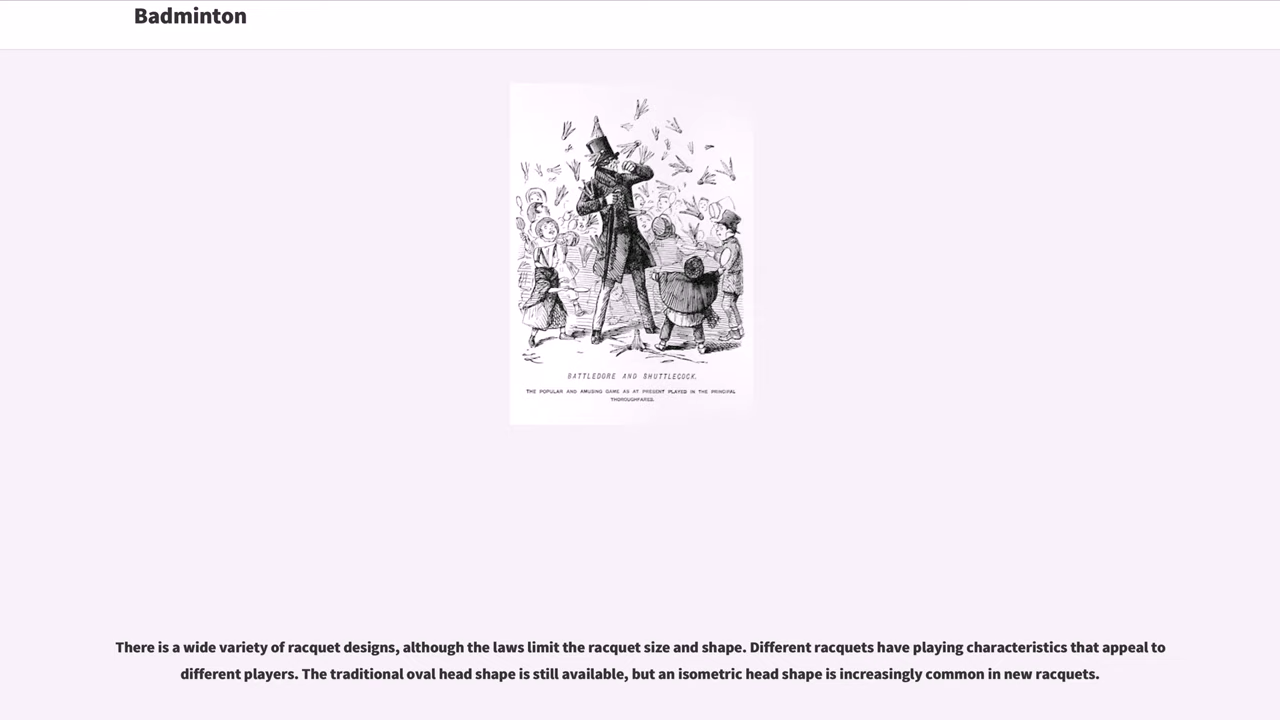 Badminton
BATTLEDORE AND SHUTTLECOCK.
THE POPULAR AND AMUSING GAME AS AT PRESENT PLAYED IN THE PRINCIPAL
THOROUGHFARES.
There is a wide variety of racquet designs, although the laws limit the racquet size and shape. Different racquets have playing characteristics that appeal to
different players. The traditional oval head shape is still available, but an isometric head shape is increasingly common in new racquets.